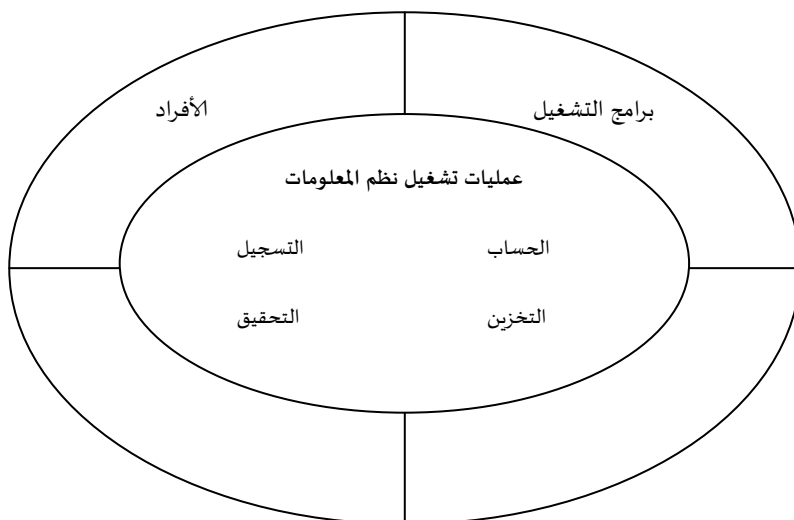 برامج التشغيل
الأفراد
عمليات تشغيل نظم المعلومات
الحساب
التسجيل
التخزين
التحقيق